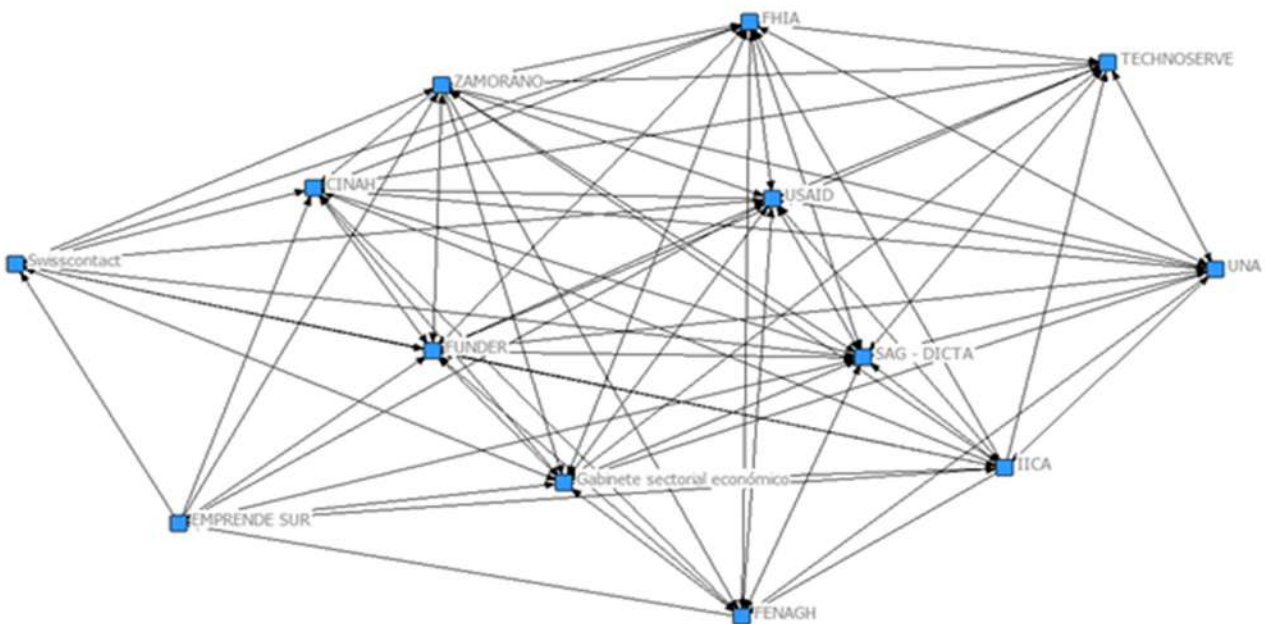 FHIA
TECHNOSERVE
ZAMORANO
CINAH
USAID
Swisscontact
UNA
FUNDER
SAG - DICTA
IICA
Gabinete sectorial económico
EMPRENDE SUR
FENAGH